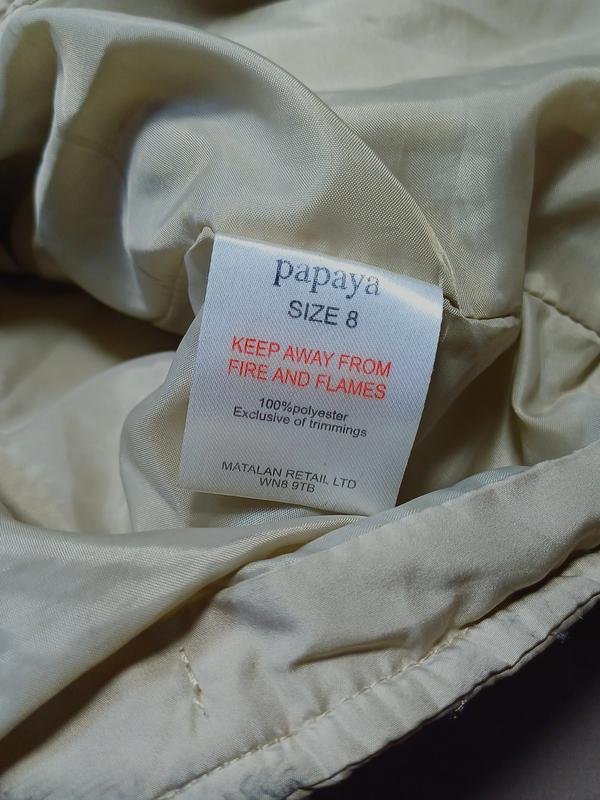 papaya
SIZE 8
KEEP AWAY FROM
FIRE AND FLAMES
100%polyester
Exclusive of trimmings
MATALAN RETAIL LTD
WN8 9TB